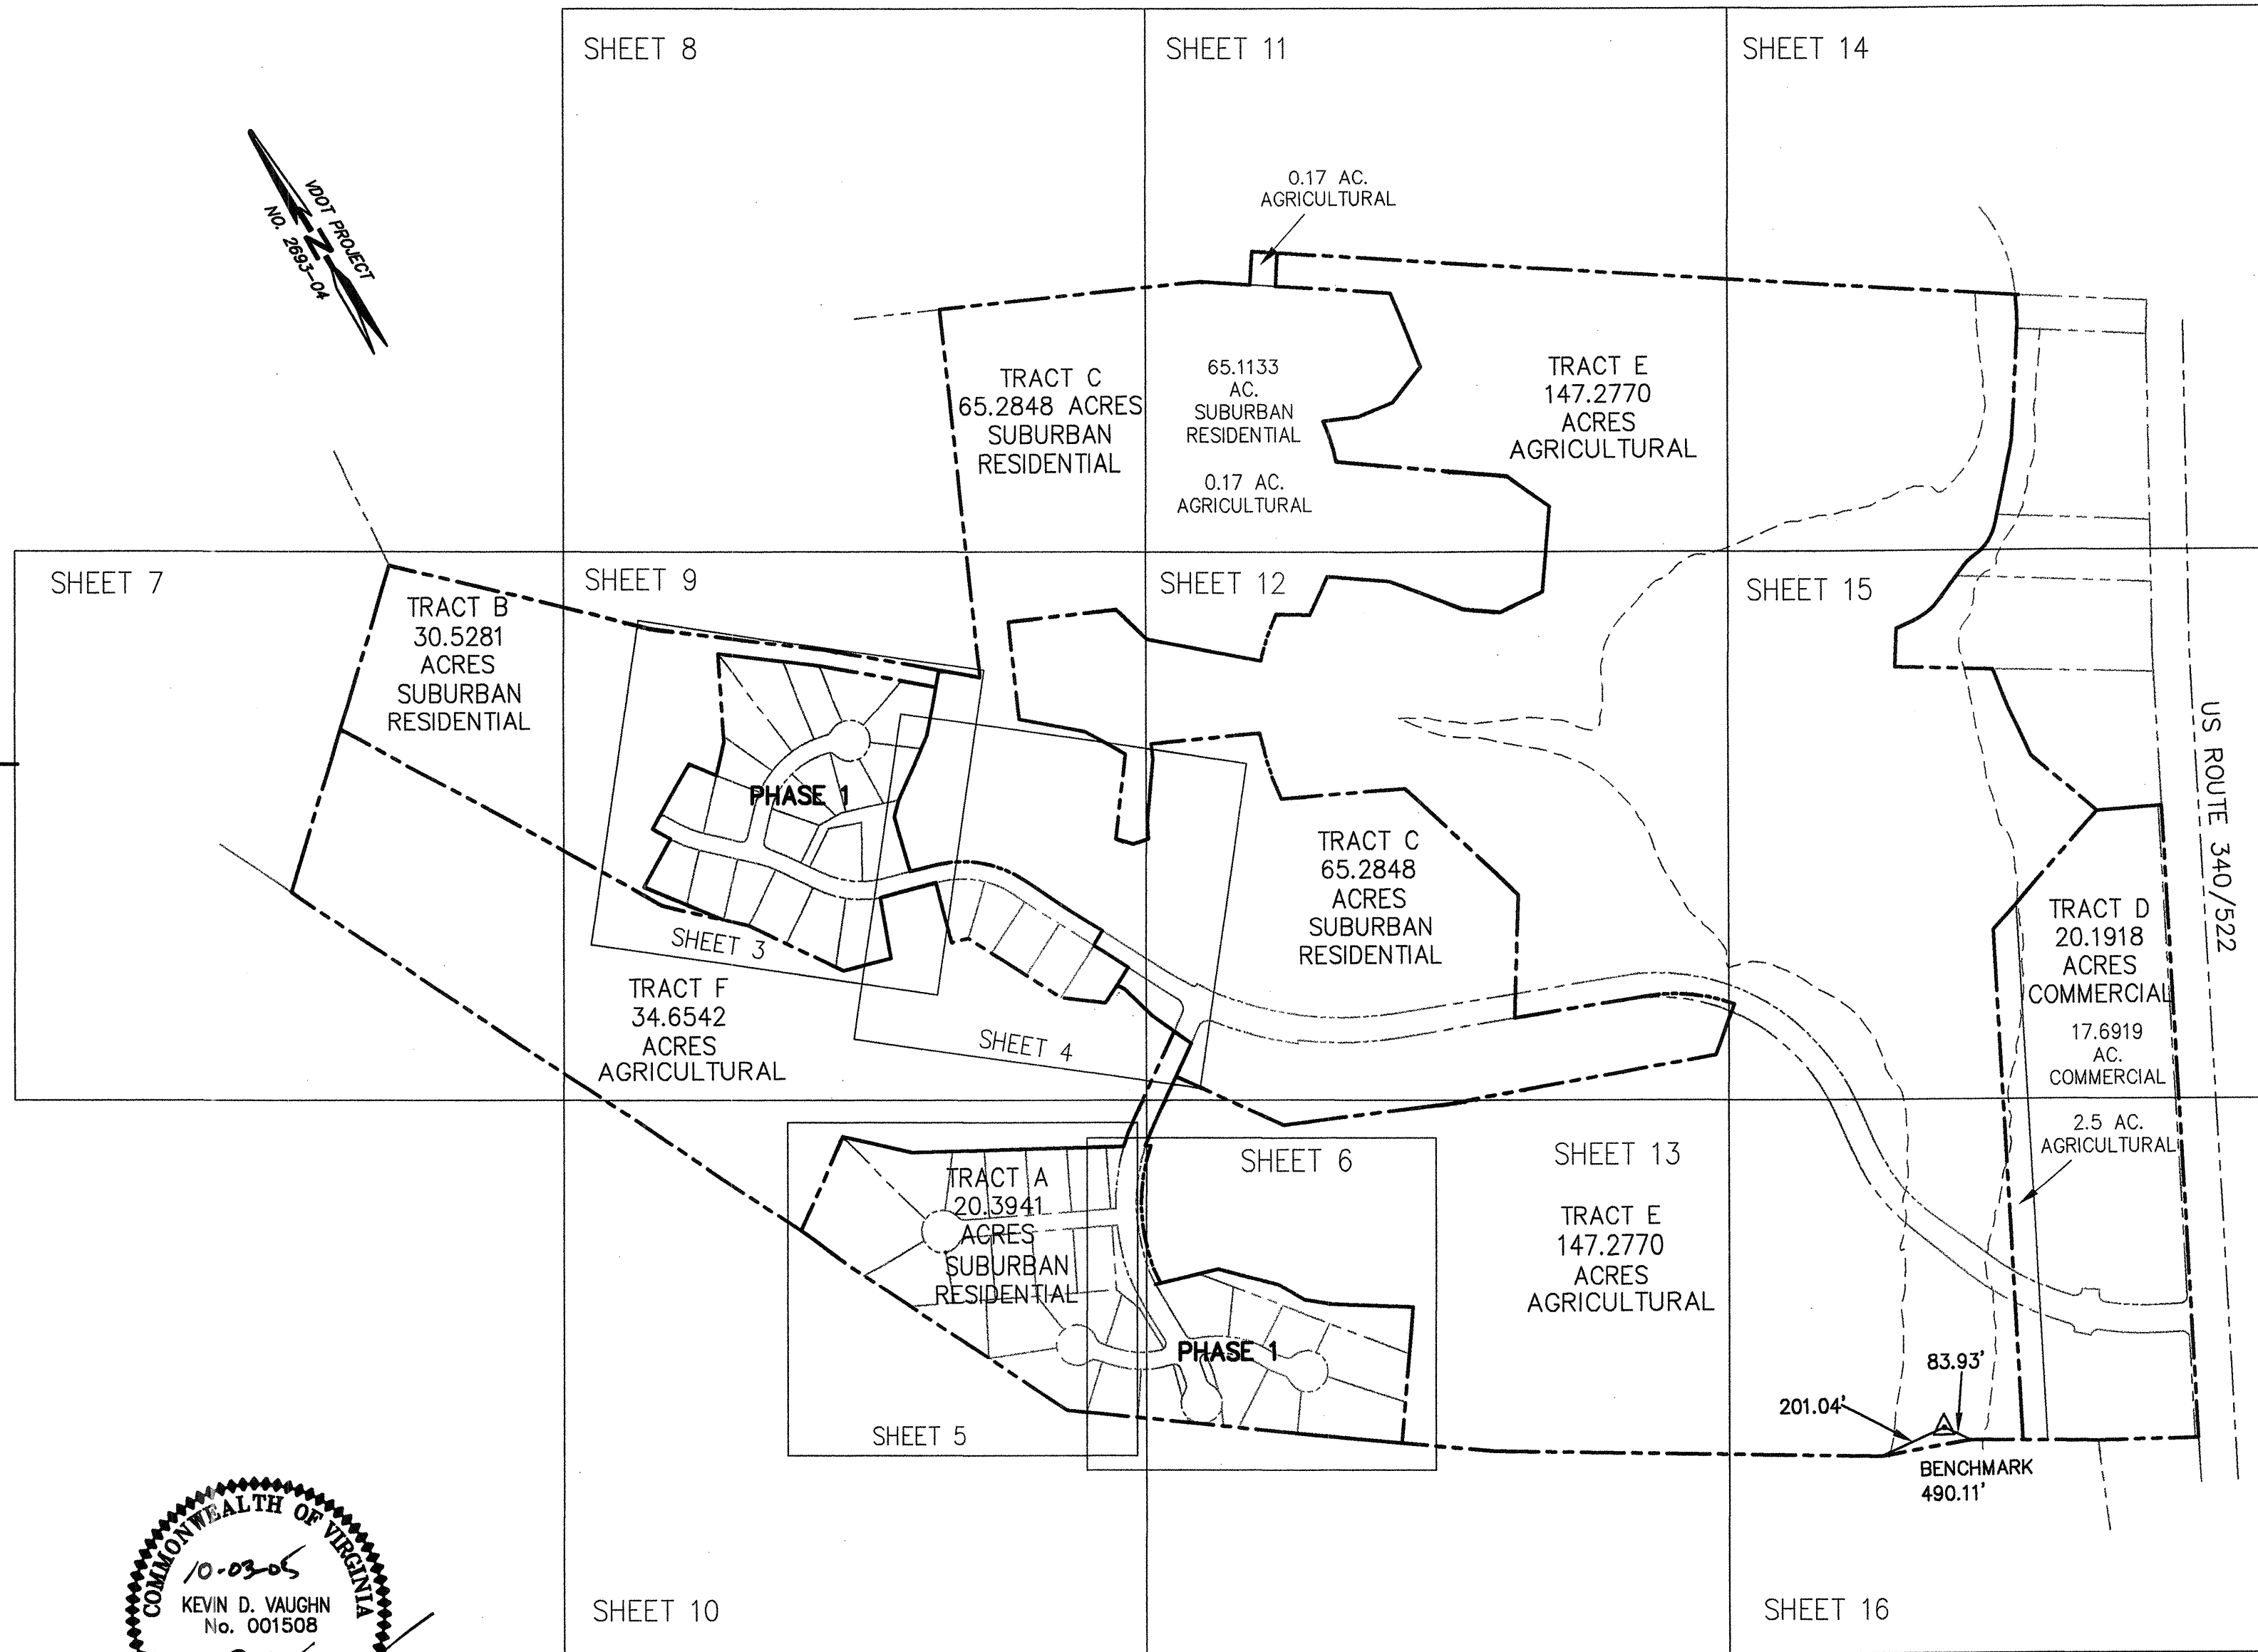 SHEET 8
SHEET 11
SHEET 14
VDOT PROJECT
NO. 2693-04
0.17 AC.
AGRICULTURAL
TRACT C
65.2848 ACRES
SUBURBAN
RESIDENTIAL
65.1133
AC.
SUBURBAN
RESIDENTIAL
0.17 AC.
AGRICULTURAL
TRACT E
147.2770
ACRES
AGRICULTURAL
SHEET 7
TRACT B
30.5281
ACRES
SUBURBAN
RESIDENTIAL
SHEET 9
SHEET 12
SHEET 15
US ROUTE 340/522
PHASE 1
SHEET 3
TRACT F
34.6542
ACRES
AGRICULTURAL
SHEET 4
TRACT C
65.2848
ACRES
SUBURBAN
RESIDENTIAL
TRACT D
20.1918
ACRES
COMMERCIAL
17.6919
AC.
COMMERCIAL
2.5 AC.
AGRICULTURAL
TRACT A
20.3941
ACRES
SUBURBAN
RESIDENTIAL
SHEET 6
SHEET 13
TRACT E
147.2770
ACRES
AGRICULTURAL
PHASE 1
SHEET 5
83.93'
201.04'
BENCHMARK
490.11'
COMMONWEALTH OF VIRGINIA
10-03-05
KEVIN D. VAUGHN
No. 001508
SHEET 10
SHEET 16